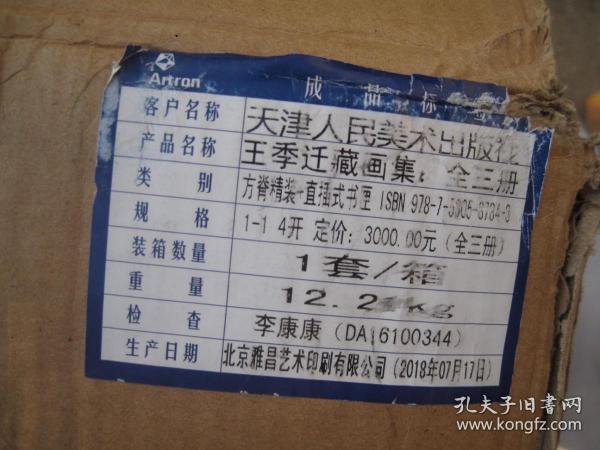 Artron
成品标签
客户名称 天津人民美术出版社
产品名称 王季迁藏画集：全三册
类别 方脊精装+直插式书匣 ISBN 978-7-5305-8784-3
规格 1-1 4开 定价：3000.00元（全三册）
装箱数量 1套/箱
重量
检查 李康康（DA16100344）
生产日期 北京雅昌艺术印刷有限公司（2018年07月17日）
孔夫子旧书网
www.kongfz.com